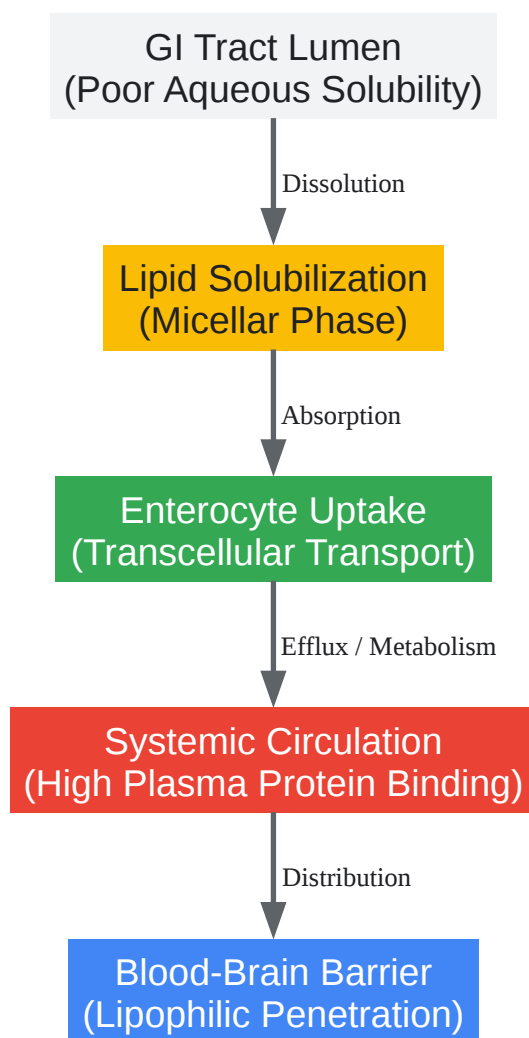 GI Tract Lumen
(Poor Aqueous Solubility)
Dissolution
Lipid Solubilization
(Micellar Phase)
Absorption
Enterocyte Uptake
(Transcellular Transport)
Efflux / Metabolism
Systemic Circulation
(High Plasma Protein Binding)
Distribution
Blood-Brain Barrier
(Lipophilic Penetration)